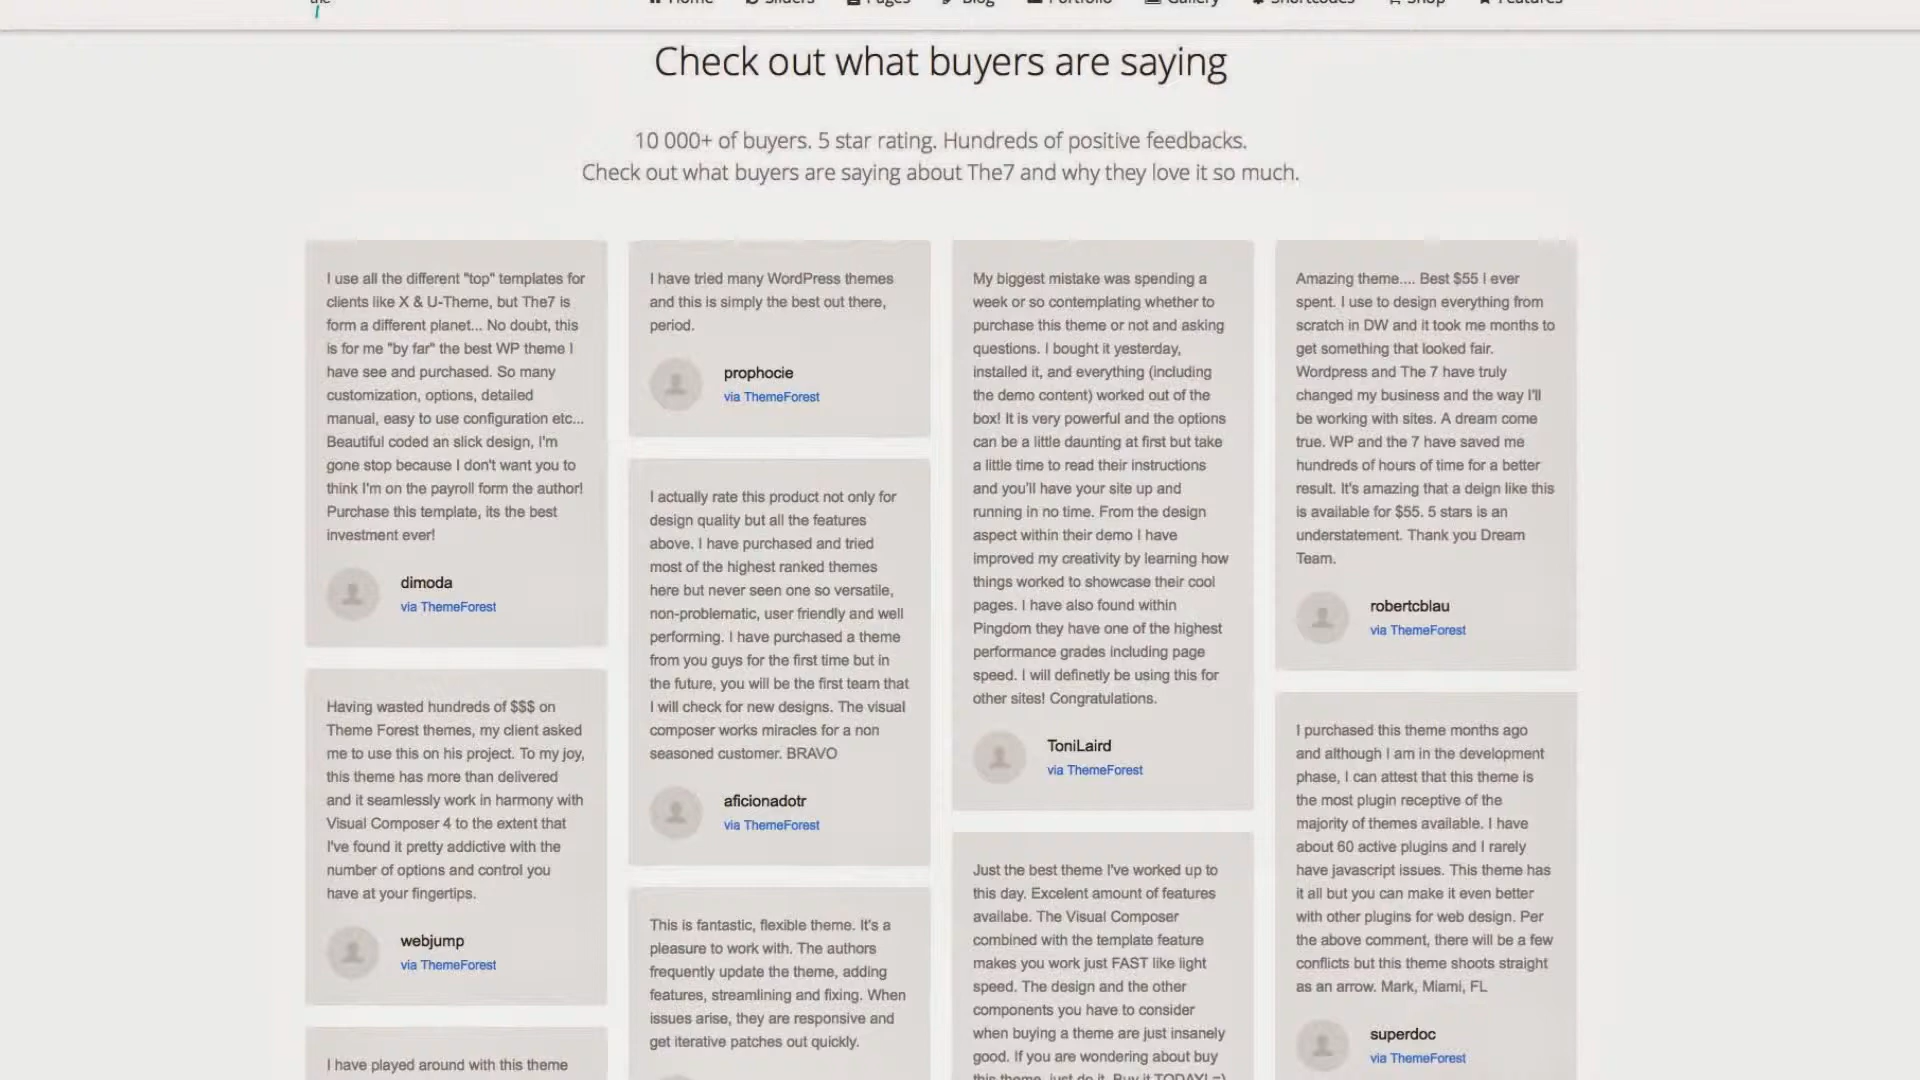 the
Home
Sliders
Pages
Blog
Portfolio
Gallery
Shortcodes
Shop
Features
Check out what buyers are saying
10 000+ of buyers. 5 star rating. Hundreds of positive feedbacks.
Check out what buyers are saying about The7 and why they love it so much.
I use all the different "top" templates for
clients like X & U-Theme, but The7 is
form a different planet... No doubt, this
is for me "by far" the best WP theme I
have see and purchased. So many
customization, options, detailed
manual, easy to use configuration etc...
Beautiful coded an slick design, I'm
gone stop because I don't want you to
think I'm on the payroll form the author!
Purchase this template, its the best
investment ever!
dimoda
via ThemeForest
Having wasted hundreds of $$$ on
Theme Forest themes, my client asked
me to use this on his project. To my joy,
this theme has more than delivered
and it seamlessly work in harmony with
Visual Composer 4 to the extent that
I've found it pretty addictive with the
number of options and control you
have at your fingertips.
webjump
via ThemeForest
I have played around with this theme
I have tried many WordPress themes
and this is simply the best out there,
period.
prophocie
via ThemeForest
I actually rate this product not only for
design quality but all the features
above. I have purchased and tried
most of the highest ranked themes
here but never seen one so versatile,
non-problematic, user friendly and well
performing. I have purchased a theme
from you guys for the first time but in
the future, you will be the first team that
I will check for new designs. The visual
composer works miracles for a non
seasoned customer. BRAVO
aficionadotr
via ThemeForest
This is fantastic, flexible theme. It's a
pleasure to work with. The authors
frequently update the theme, adding
features, streamlining and fixing. When
issues arise, they are responsive and
get iterative patches out quickly.
My biggest mistake was spending a
week or so contemplating whether to
purchase this theme or not and asking
questions. I bought it yesterday,
installed it, and everything (including
the demo content) worked out of the
box! It is very powerful and the options
can be a little daunting at first but take
a little time to read their instructions
and you'll have your site up and
running in no time. From the design
aspect within their demo I have
improved my creativity by learning how
things worked to showcase their cool
pages. I have also found within
Pingdom they have one of the highest
performance grades including page
speed. I will definetly be using this for
other sites! Congratulations.
ToniLaird
via ThemeForest
Just the best theme I've worked up to
this day. Excelent amount of features
availabe. The Visual Composer
combined with the template feature
makes you work just FAST like light
speed. The design and the other
components you have to consider
when buying a theme are just insanely
good. If you are wondering about buy
this theme, just do it. Buy it TODAY! =)
Amazing theme.... Best $55 I ever
spent. I use to design everything from
scratch in DW and it took me months to
get something that looked fair.
Wordpress and The 7 have truly
changed my business and the way I'll
be working with sites. A dream come
true. WP and the 7 have saved me
hundreds of hours of time for a better
result. It's amazing that a deign like this
is available for $55. 5 stars is an
understatement. Thank you Dream
Team.
robertcblau
via ThemeForest
I purchased this theme months ago
and although I am in the development
phase, I can attest that this theme is
the most plugin receptive of the
majority of themes available. I have
about 60 active plugins and I rarely
have javascript issues. This theme has
it all but you can make it even better
with other plugins for web design. Per
the above comment, there will be a few
conflicts but this theme shoots straight
as an arrow. Mark, Miami, FL
superdoc
via ThemeForest